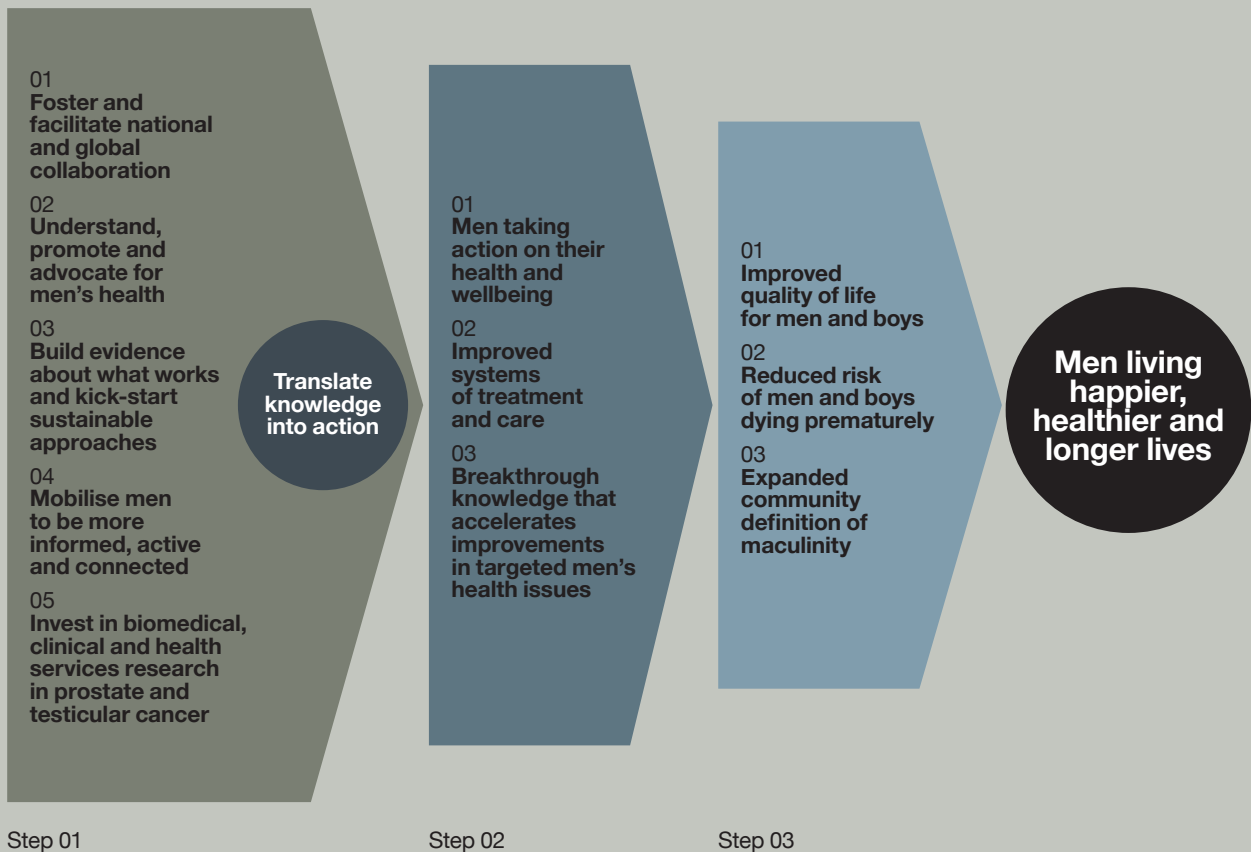 01
Foster and
facilitate national
and global
collaboration
02
Understand,
promote and
advocate for
men's health
03
Build evidence
about what works
and kick-start
sustainable
approaches
04
Mobilise men
to be more
informed, active
and connected
05
Invest in biomedical,
clinical and health
services research
in prostate and
testicular cancer
Translate
knowledge
into action
Step 01
01
Men taking
action on their
health and
wellbeing
02
Improved
systems
of treatment
and care
03
Breakthrough
knowledge that
accelerates
improvements
in targeted men's
health issues
Step 02
01
Improved
quality of life
for men and boys
02
Reduced risk
of men and boys
dying prematurely
03
Expanded
community
definition of
maculinity
Step 03
Men living
happier,
healthier and
longer lives